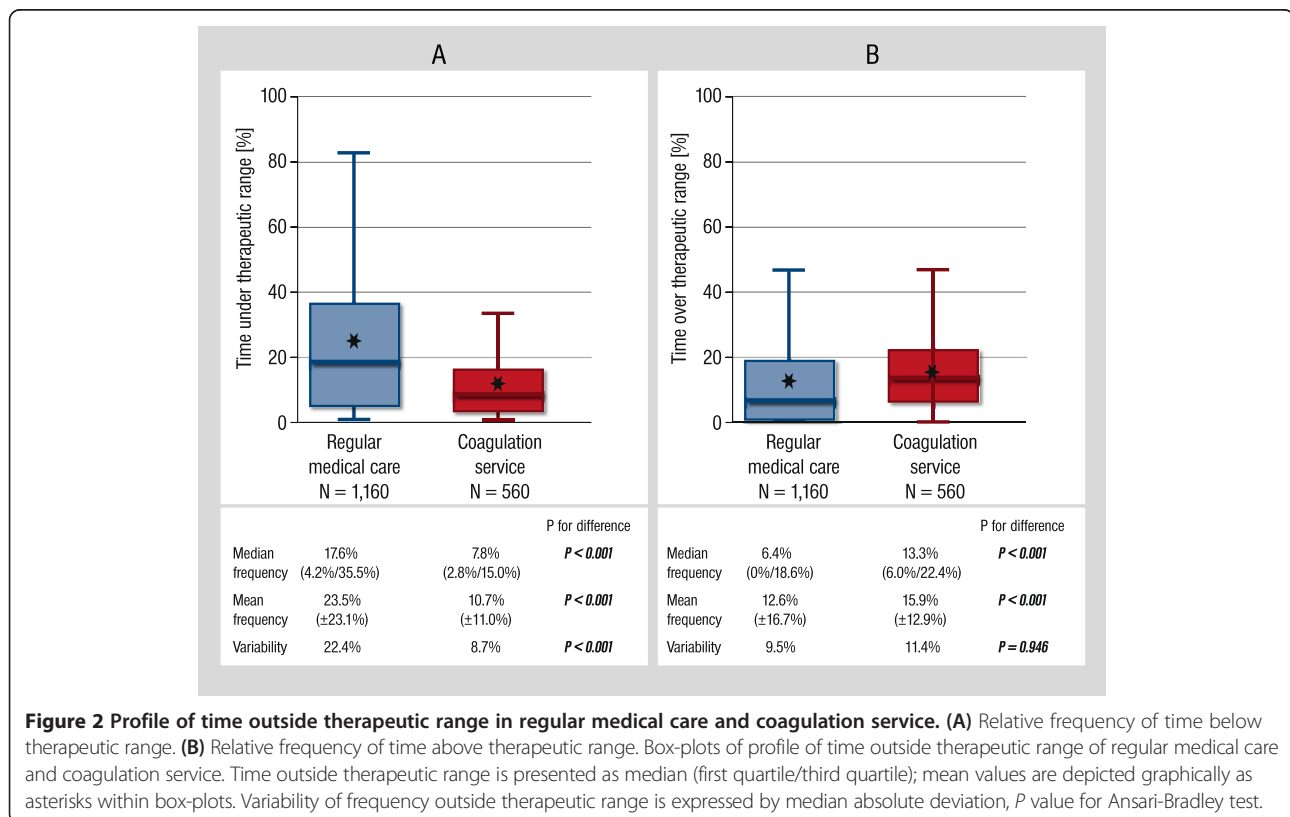 A
Time under therapeutic range [%]
100
80
60
40
20
0
Regular
medical care
N = 1,160
Coagulation
service
N = 560
P for difference
Median 17.6% 7.8% P < 0.001
frequency (4.2%/35.5%) (2.8%/15.0%)
Mean 23.5% 10.7% P < 0.001
frequency (±23.1%) (±11.0%)
Variability 22.4% 8.7% P < 0.001
B
Time over therapeutic range [%]
100
80
60
40
20
0
Regular
medical care
N = 1,160
Coagulation
service
N = 560
P for difference
Median 6.4% 13.3% P < 0.001
frequency (0%/18.6%) (6.0%/22.4%)
Mean 12.6% 15.9% P < 0.001
frequency (±16.7%) (±12.9%)
Variability 9.5% 11.4% P = 0.946
Figure 2 Profile of time outside therapeutic range in regular medical care and coagulation service. (A) Relative frequency of time below
therapeutic range. (B) Relative frequency of time above therapeutic range. Box-plots of profile of time outside therapeutic range of regular medical care
and coagulation service. Time outside therapeutic range is presented as median (first quartile/third quartile); mean values are depicted graphically as
asterisks within box-plots. Variability of frequency outside therapeutic range is expressed by median absolute deviation, P value for Ansari-Bradley test.